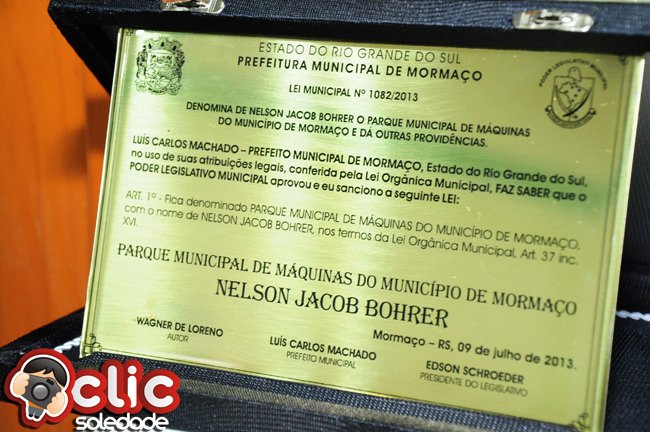 ESTADO DO RIO GRANDE DO SUL
PREFEITURA MUNICIPAL DE MORMAÇO
PODER LEGISLATIVO MUNICIPAL
LEI MUNICIPAL Nº 1082/2013
DENOMINA DE NELSON JACOB BOHRER O PARQUE MUNICIPAL DE MÁQUINAS
DO MUNICÍPIO DE MORMAÇO E DÁ OUTRAS PROVIDÊNCIAS.
LUÍS CARLOS MACHADO – PREFEITO MUNICIPAL DE MORMAÇO, Estado do Rio Grande do Sul,
no uso de suas atribuições legais, conferida pela Lei Orgânica Municipal, FAZ SABER que o
PODER LEGISLATIVO MUNICIPAL aprovou e eu sanciono a seguinte LEI:
ART. 1º - Fica denominado PARQUE MUNICIPAL DE MÁQUINAS DO MUNICÍPIO DE MORMAÇO,
com o nome de NELSON JACOB BOHRER, nos termos da Lei Orgânica Municipal, Art. 37 inc.
XVI.
PARQUE MUNICIPAL DE MÁQUINAS DO MUNICÍPIO DE MORMAÇO
NELSON JACOB BOHRER
Mormaço – RS, 09 de julho de 2013.
WAGNER DE LORENO
AUTOR
LUÍS CARLOS MACHADO
PREFEITO MUNICIPAL
EDSON SCHROEDER
PRESIDENTE DO LEGISLATIVO
clic
soledade